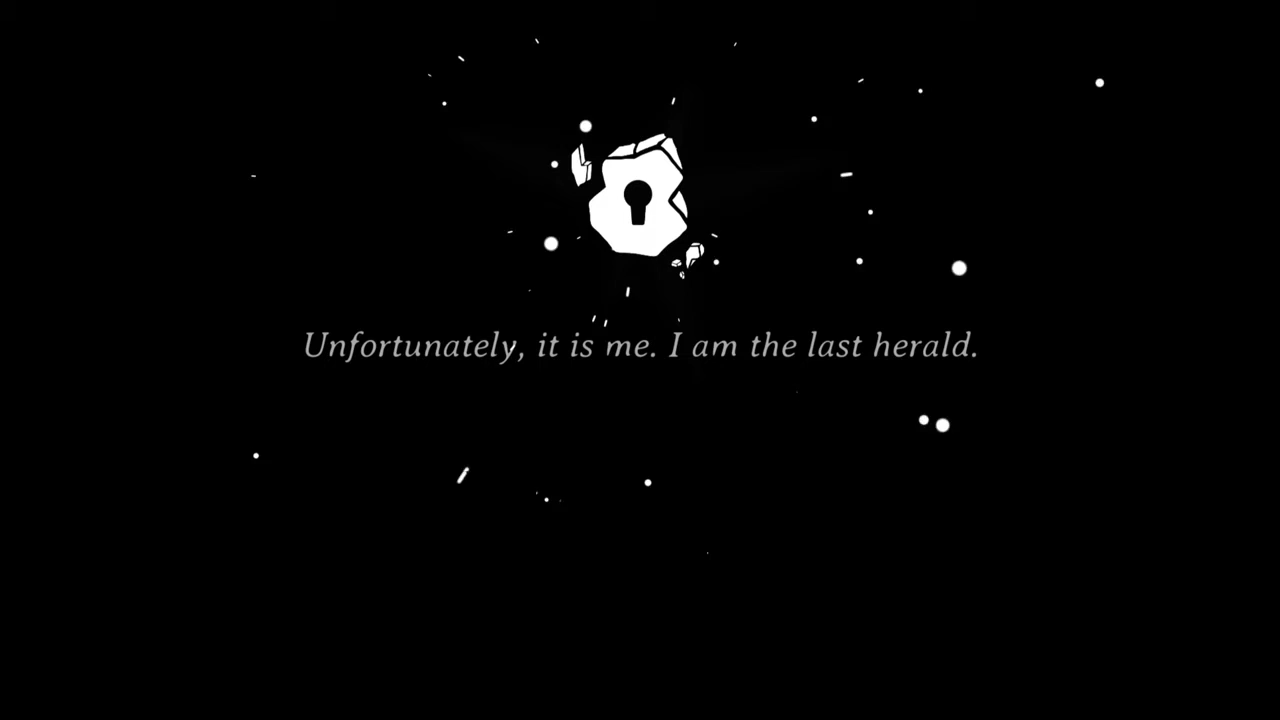 Unfortunately, it is me. I am the last herald.